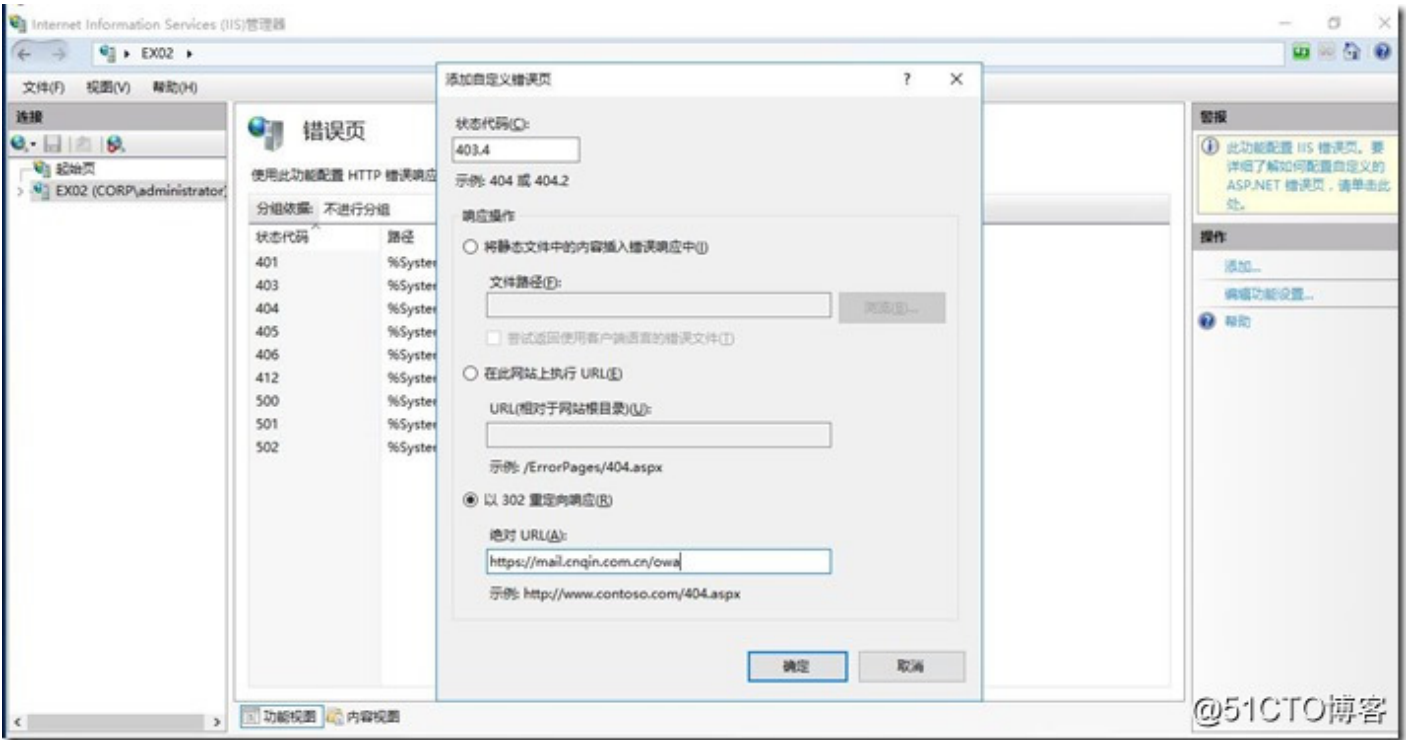 Internet Information Services (IIS)管理器
EX02
文件(F) 视图(V) 帮助(H)
连接
起始页
EX02 (CORP\administrator)
错误页
使用此功能配置 HTTP 错误响应
分组依据: 不进行分组
状态代码 路径
401 %System
403 %System
404 %System
405 %System
406 %System
412 %System
500 %System
501 %System
502 %System
功能视图 内容视图
添加自定义错误页
状态代码(C):
403.4
示例: 404 或 404.2
响应操作
将静态文件中的内容插入错误响应中(I)
文件路径(F):
浏览(B)...
尝试返回使用客户端语言的错误文件(T)
在此网站上执行 URL(E)
URL(相对于网站根目录)(U):
示例: /ErrorPages/404.aspx
以 302 重定向响应(R)
绝对 URL(A):
https://mail.cnqin.com.cn/owa
示例: http://www.contoso.com/404.aspx
确定 取消
警报
此功能配置 IIS 错误页。要
详细了解如何配置自定义的
ASP.NET 错误页，请单击此
处。
操作
添加...
编辑功能设置...
帮助
@51CTO博客